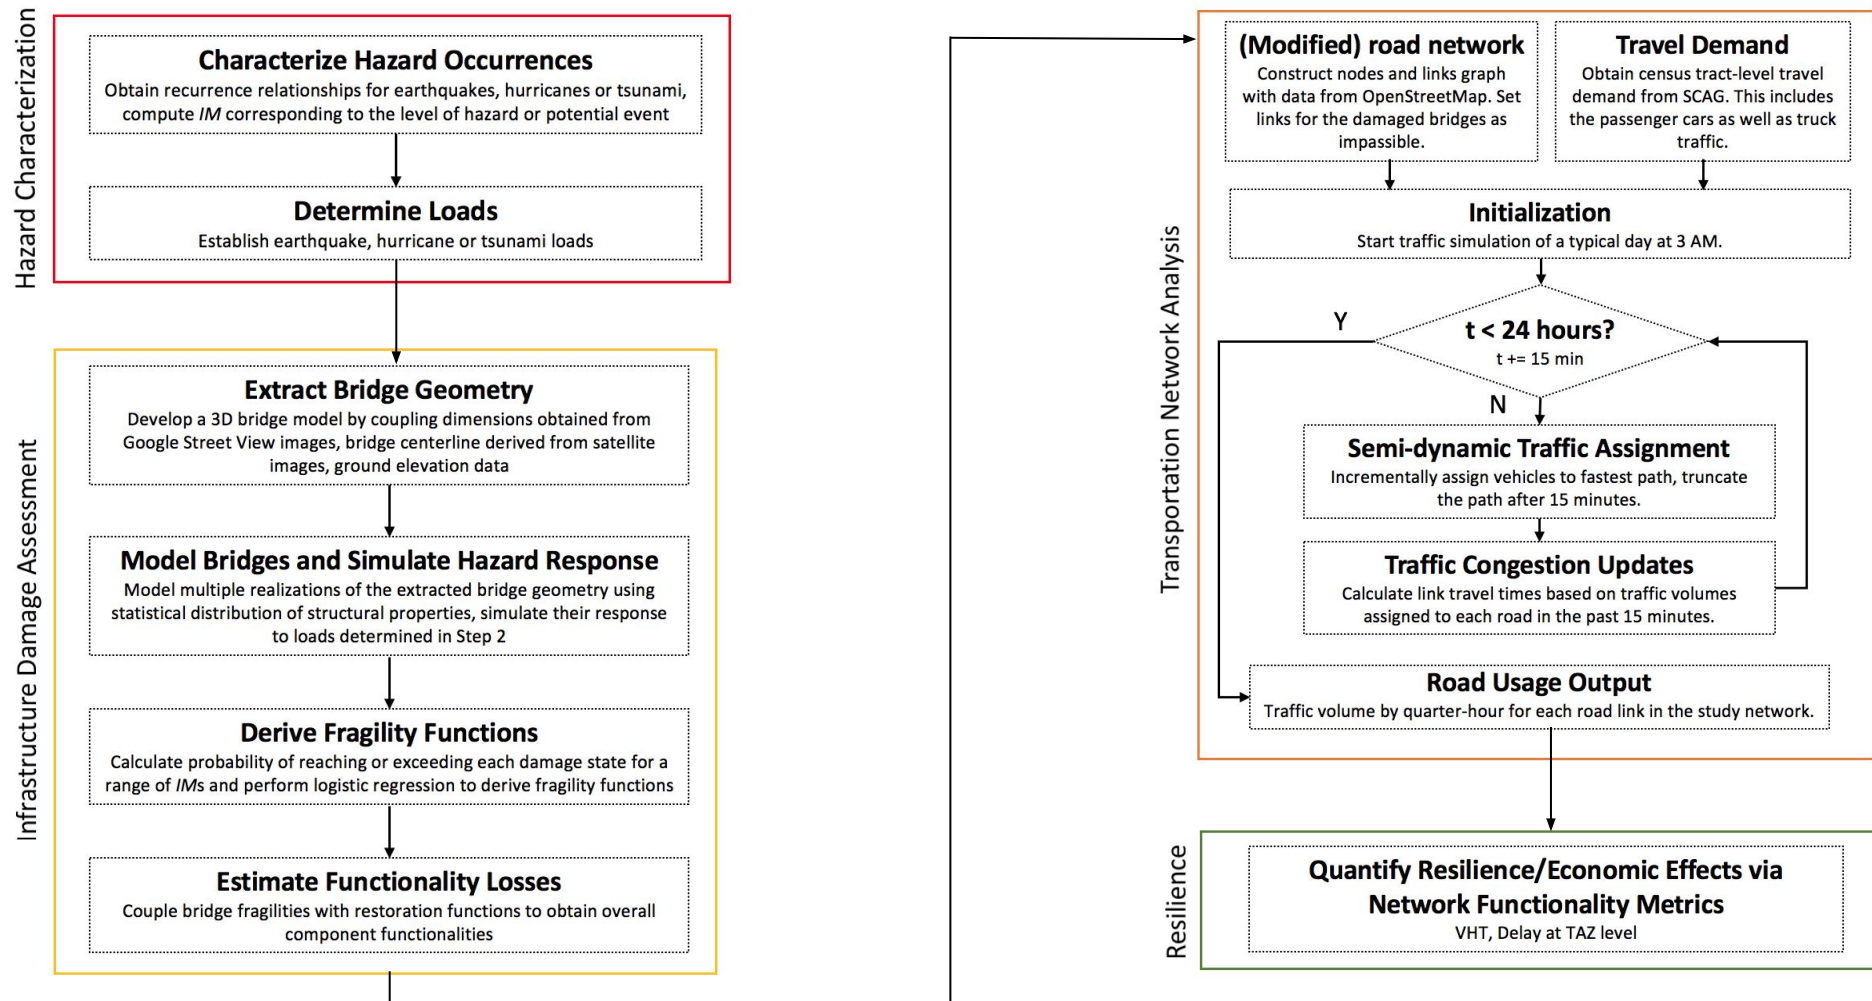 Hazard Characterization
Characterize Hazard Occurrences
Obtain recurrence relationships for earthquakes, hurricanes or tsunami,
compute IM corresponding to the level of hazard or potential event
Determine Loads
Establish earthquake, hurricane or tsunami loads
Infrastructure Damage Assessment
Extract Bridge Geometry
Develop a 3D bridge model by coupling dimensions obtained from
Google Street View images, bridge centerline derived from satellite
images, ground elevation data
Model Bridges and Simulate Hazard Response
Model multiple realizations of the extracted bridge geometry using
statistical distribution of structural properties, simulate their response
to loads determined in Step 2
Derive Fragility Functions
Calculate probability of reaching or exceeding each damage state for a
range of IMs and perform logistic regression to derive fragility functions
Estimate Functionality Losses
Couple bridge fragilities with restoration functions to obtain overall
component functionalities
Transportation Network Analysis
(Modified) road network
Construct nodes and links graph
with data from OpenStreetMap. Set
links for the damaged bridges as
impassible.
Travel Demand
Obtain census tract-level travel
demand from SCAG. This includes
the passenger cars as well as truck
traffic.
Initialization
Start traffic simulation of a typical day at 3 AM.
t < 24 hours?
t += 15 min
Y
N
Semi-dynamic Traffic Assignment
Incrementally assign vehicles to fastest path, truncate
the path after 15 minutes.
Traffic Congestion Updates
Calculate link travel times based on traffic volumes
assigned to each road in the past 15 minutes.
Road Usage Output
Traffic volume by quarter-hour for each road link in the study network.
Resilience
Quantify Resilience/Economic Effects via
Network Functionality Metrics
VHT, Delay at TAZ level